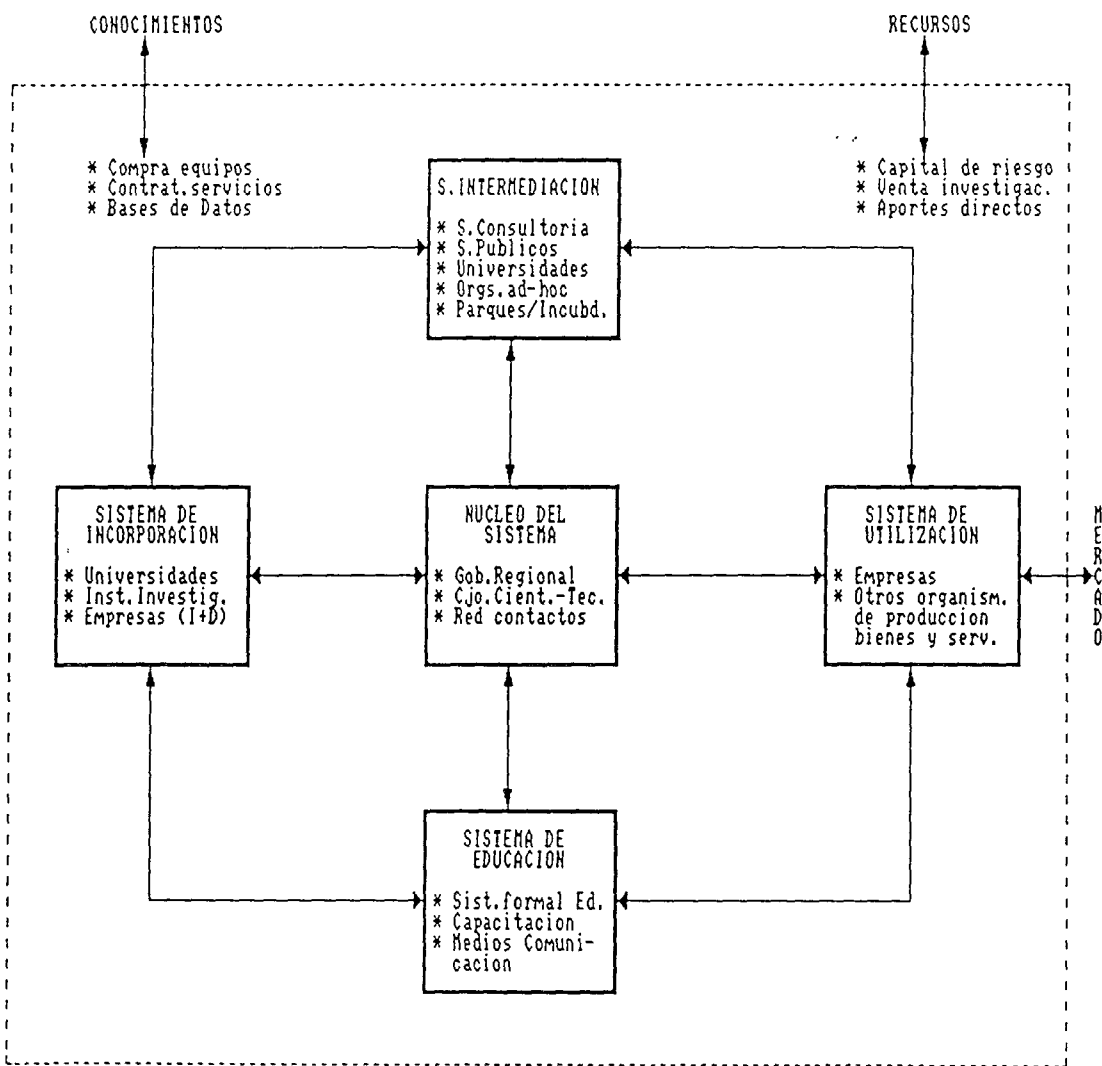 CONOCIMIENTOS
RECURSOS
* Compra equipos
* Contrat.servicios
* Bases de Datos
* Capital de riesgo
* Venta investigac.
* Aportes directos
S.INTERMEDIACION
* S.Consultoria
* S.Publicos
* Universidades
* Orgs.ad-hoc
* Parques/Incubd.
SISTEMA DE
INCORPORACION
* Universidades
* Inst.Investig.
* Empresas (I+D)
NUCLEO DEL
SISTEMA
* Gob.Regional
* Cjo.Cient.-Tec.
* Red contactos
SISTEMA DE
UTILIZACION
* Empresas
* Otros organism.
de produccion
bienes y serv.
MERCADO
SISTEMA DE
EDUCACION
* Sist.formal Ed.
* Capacitacion
* Medios Comuni-
cacion